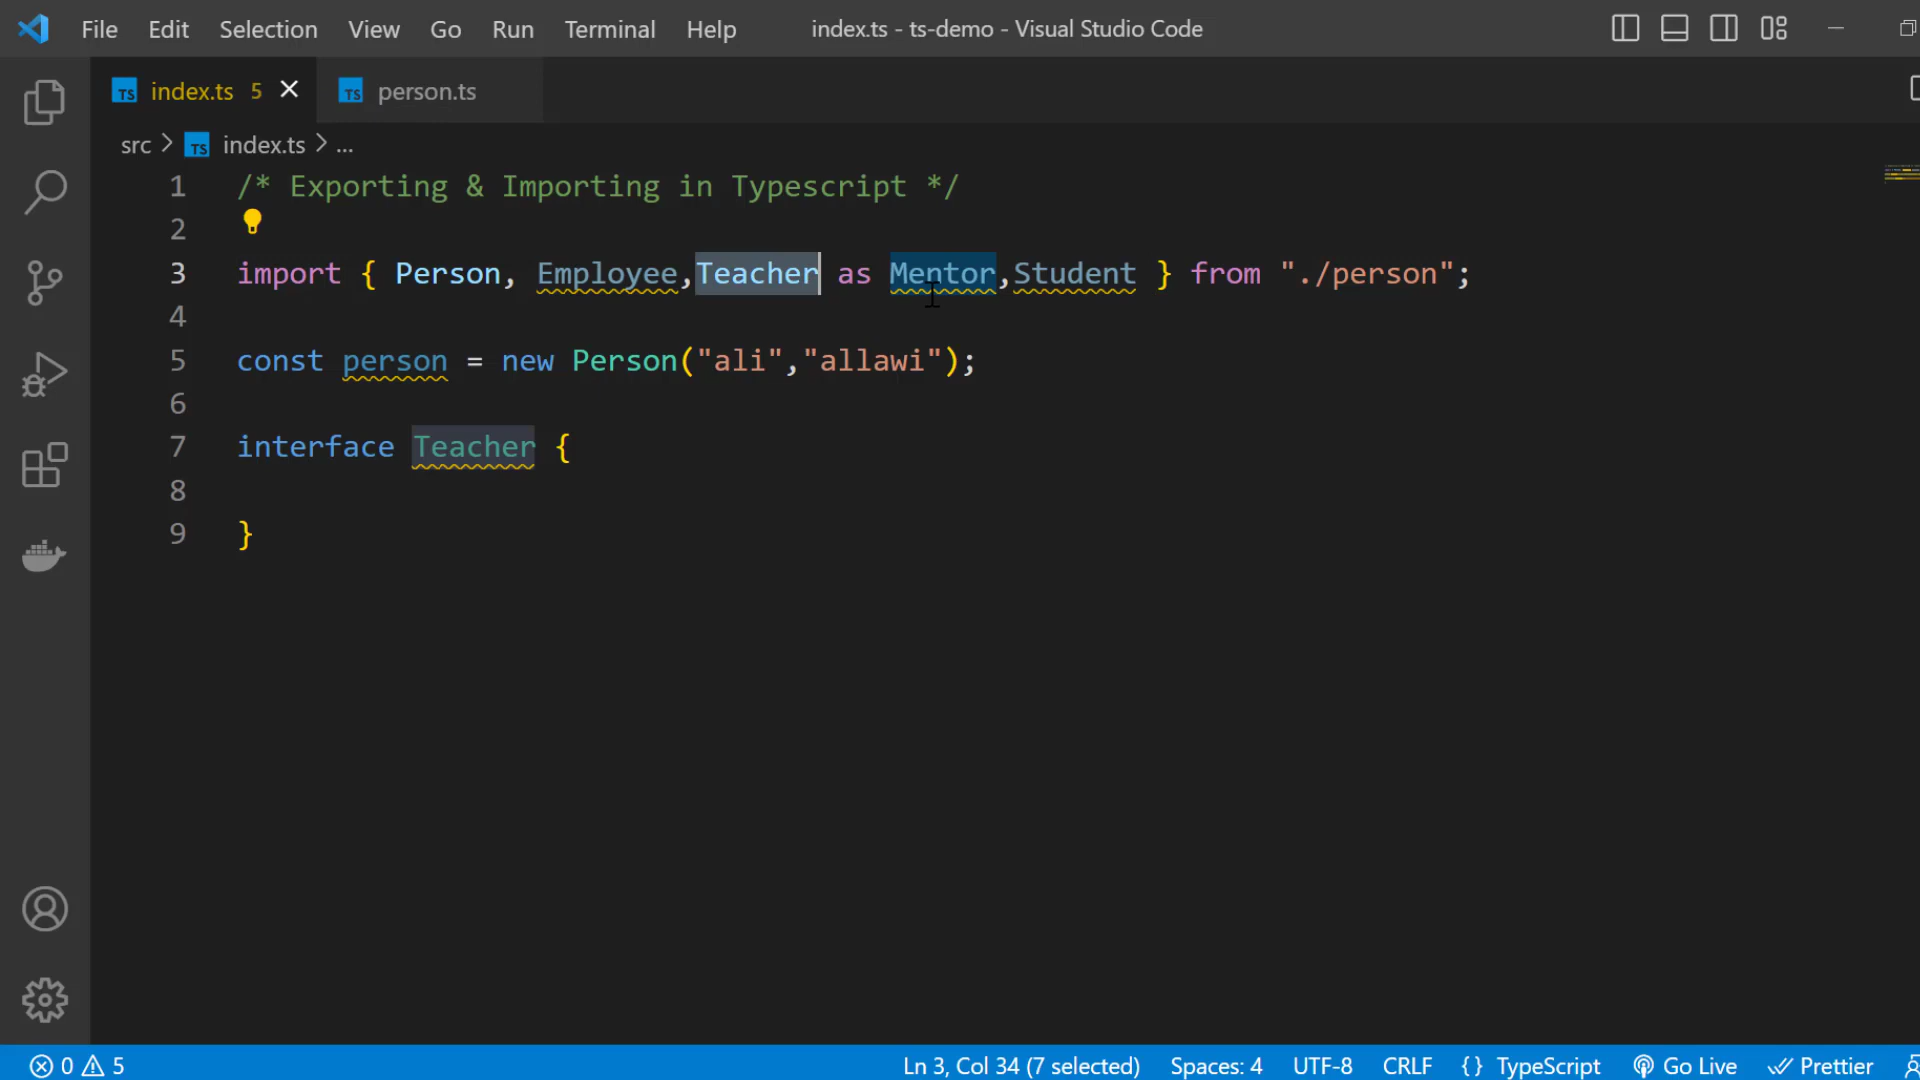 File Edit Selection View Go Run Terminal Help index.ts - ts-demo - Visual Studio Code
TS index.ts 5 TS person.ts
src > TS index.ts > ...
1 /* Exporting & Importing in Typescript */
2
3 import { Person, Employee,Teacher as Mentor,Student } from "./person";
4
5 const person = new Person("ali","allawi");
6
7 interface Teacher {
8
9 }
0 5 Ln 3, Col 34 (7 selected) Spaces: 4 UTF-8 CRLF {} TypeScript Go Live Prettier